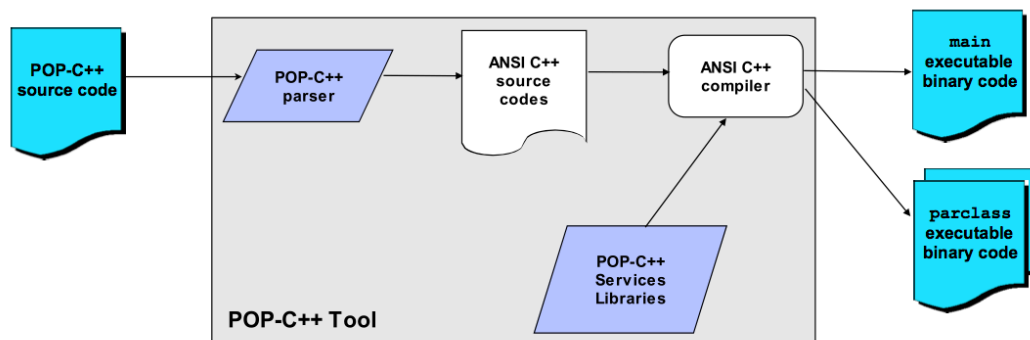 POP-C++
source code
POP-C++
parser
ANSI C++
source
codes
ANSI C++
compiler
main
executable
binary code
parclass
executable
binary code
POP-C++
Services
Libraries
POP-C++ Tool